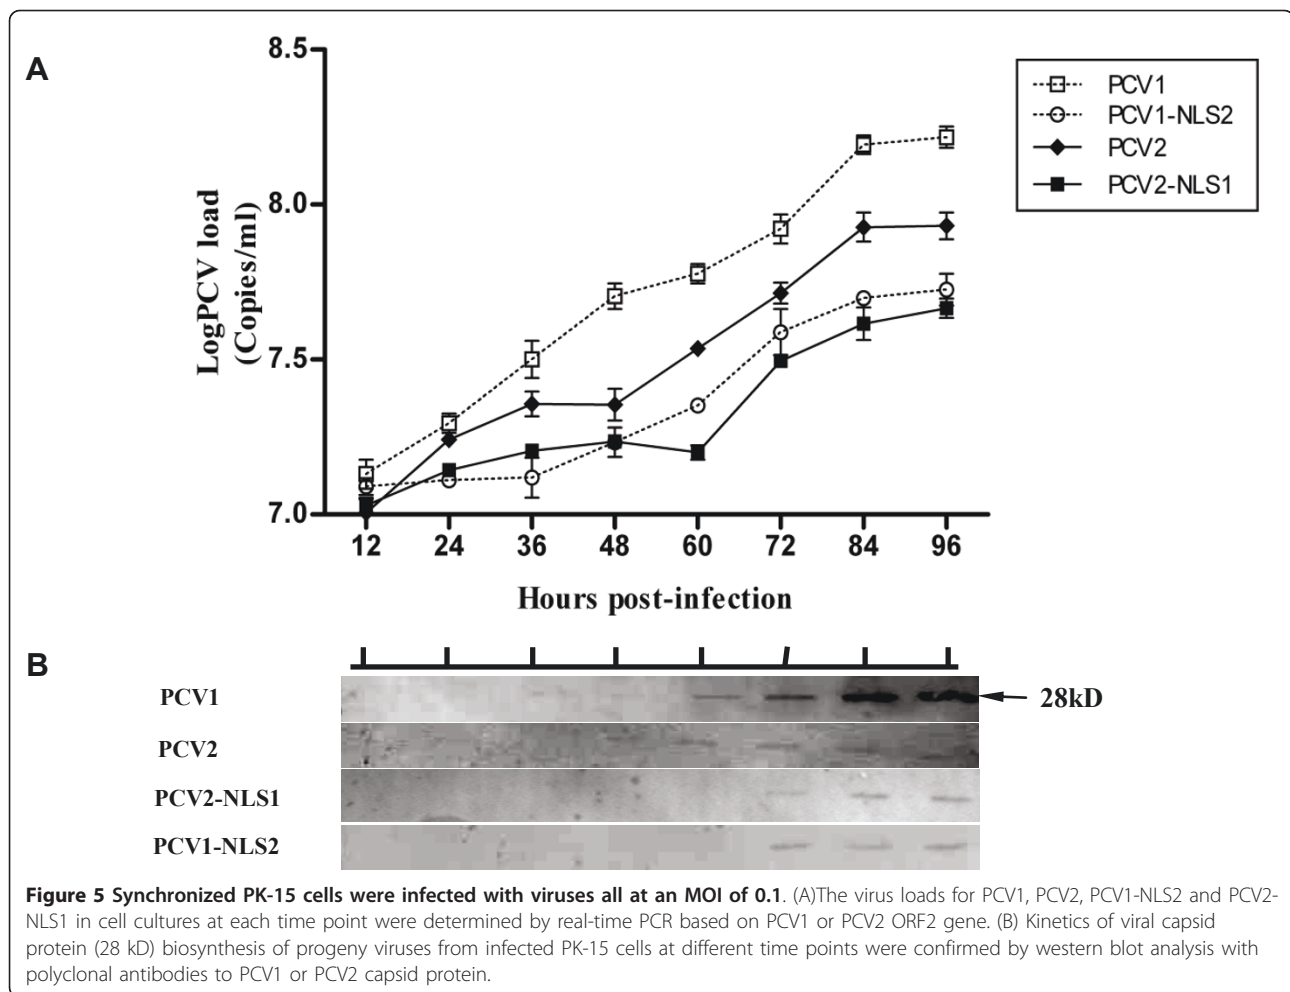 A
8.5
8.0
7.5
7.0
LogPCV load
(Copies/ml)
PCV1
PCV1-NLS2
PCV2
PCV2-NLS1
12 24 36 48 60 72 84 96
Hours post-infection
B
PCV1
28kD
PCV2
PCV2-NLS1
PCV1-NLS2
Figure 5 Synchronized PK-15 cells were infected with viruses all at an MOI of 0.1. (A)The virus loads for PCV1, PCV2, PCV1-NLS2 and PCV2-
NLS1 in cell cultures at each time point were determined by real-time PCR based on PCV1 or PCV2 ORF2 gene. (B) Kinetics of viral capsid
protein (28 kD) biosynthesis of progeny viruses from infected PK-15 cells at different time points were confirmed by western blot analysis with
polyclonal antibodies to PCV1 or PCV2 capsid protein.